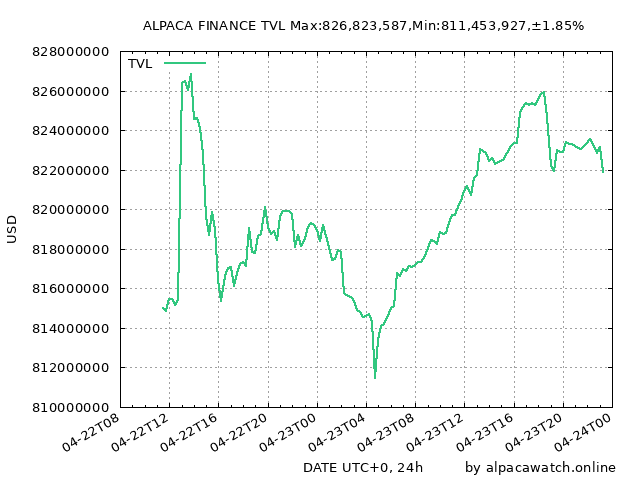 ALPACA FINANCE TVL Max:826,823,587,Min:811,453,927,±1.85%
828000000
826000000
824000000
822000000
820000000
818000000
816000000
814000000
812000000
810000000
USD
TVL
04-22T08
04-22T12
04-22T16
04-22T20
04-23T00
04-23T04
04-23T08
04-23T12
04-23T16
04-23T20
04-24T00
DATE UTC+0, 24h
by alpacawatch.online